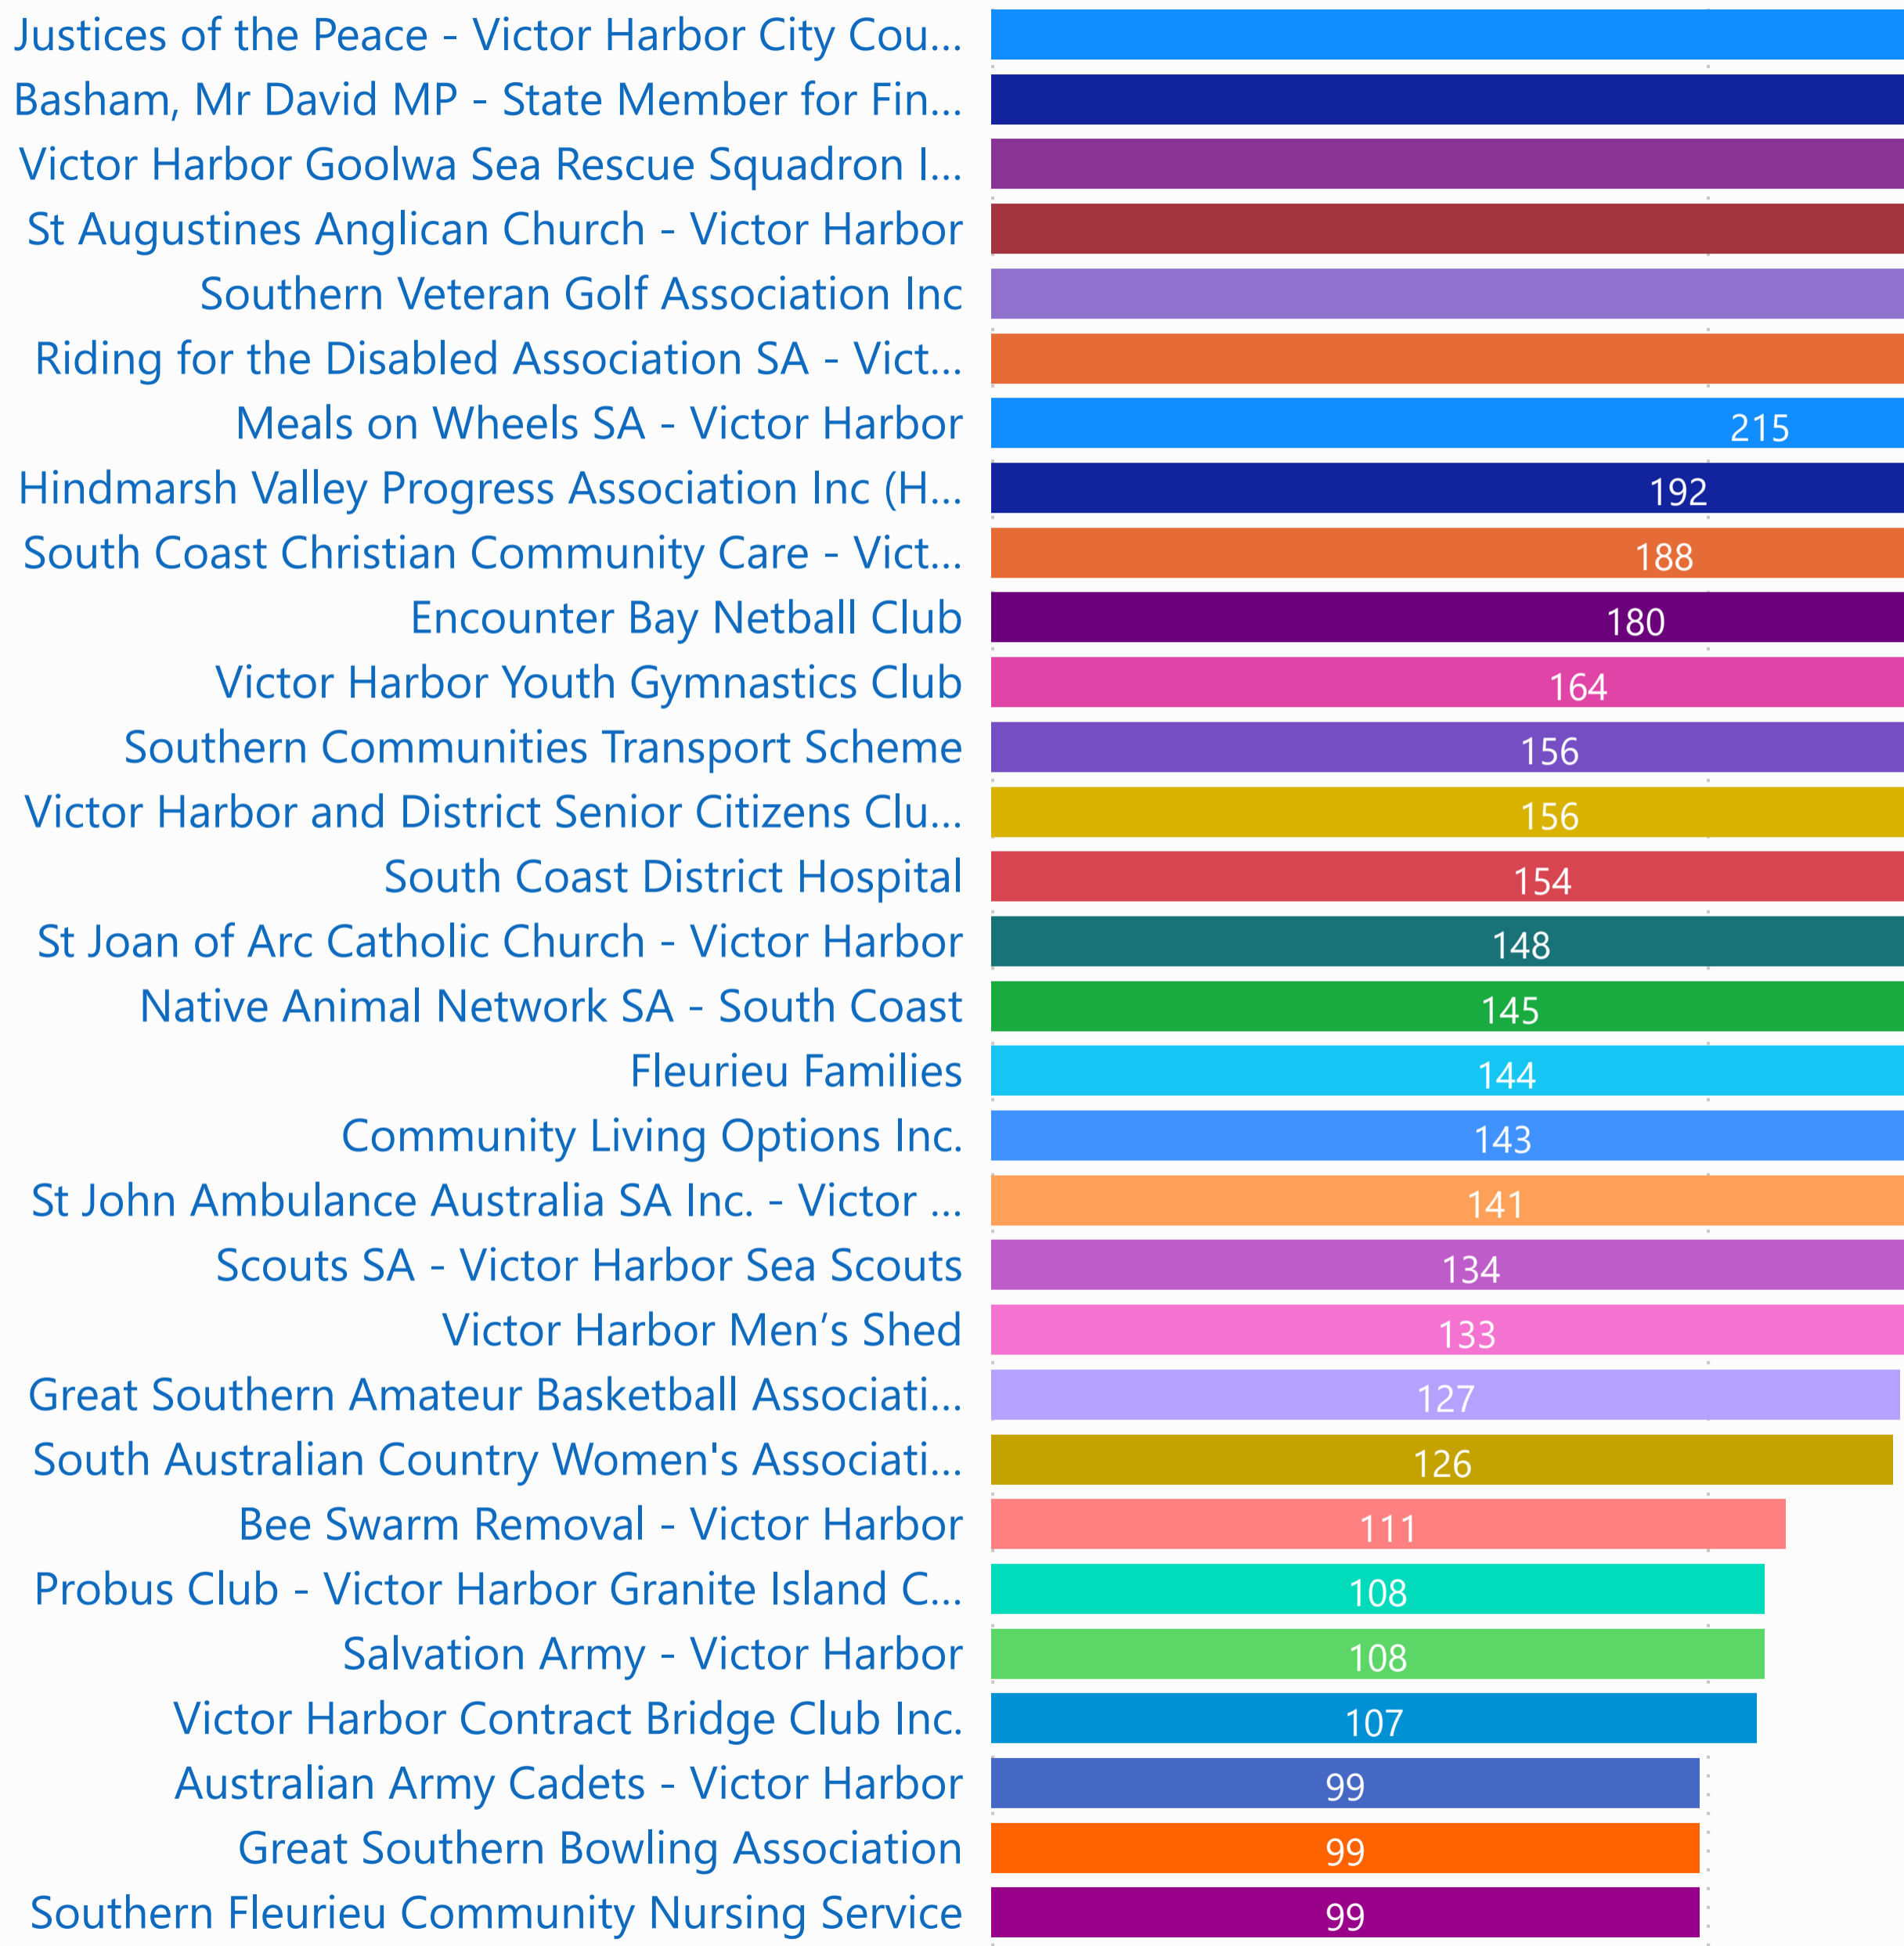 Justices of the Peace - Victor Harbor City Cou...
Basham, Mr David MP - State Member for Fin...
Victor Harbor Goolwa Sea Rescue Squadron I...
St Augustines Anglican Church - Victor Harbor
Southern Veteran Golf Association Inc
Riding for the Disabled Association SA - Vict...
Meals on Wheels SA - Victor Harbor 215
Hindmarsh Valley Progress Association Inc (H... 192
South Coast Christian Community Care - Vict... 188
Encounter Bay Netball Club 180
Victor Harbor Youth Gymnastics Club 164
Southern Communities Transport Scheme 156
Victor Harbor and District Senior Citizens Clu... 156
South Coast District Hospital 154
St Joan of Arc Catholic Church - Victor Harbor 148
Native Animal Network SA - South Coast 145
Fleurieu Families 144
Community Living Options Inc. 143
St John Ambulance Australia SA Inc. - Victor ... 141
Scouts SA - Victor Harbor Sea Scouts 134
Victor Harbor Men’s Shed 133
Great Southern Amateur Basketball Associati... 127
South Australian Country Women's Associati... 126
Bee Swarm Removal - Victor Harbor 111
Probus Club - Victor Harbor Granite Island C... 108
Salvation Army - Victor Harbor 108
Victor Harbor Contract Bridge Club Inc. 107
Australian Army Cadets - Victor Harbor 99
Great Southern Bowling Association 99
Southern Fleurieu Community Nursing Service 99